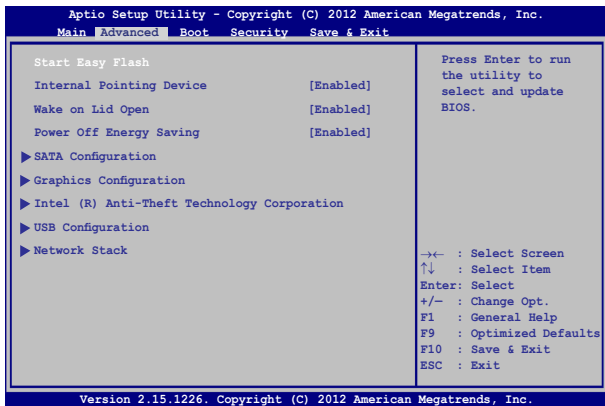 Aptio Setup Utility - Copyright (C) 2012 American Megatrends, Inc.
Main Advanced Boot Security Save & Exit
Start Easy Flash
Internal Pointing Device [Enabled]
Wake on Lid Open [Enabled]
Power Off Energy Saving [Enabled]
SATA Configuration
Graphics Configuration
Intel (R) Anti-Theft Technology Corporation
USB Configuration
Network Stack
Press Enter to run
the utility to
select and update
BIOS.
→← : Select Screen
↑↓ : Select Item
Enter: Select
+/— : Change Opt.
F1 : General Help
F9 : Optimized Defaults
F10 : Save & Exit
ESC : Exit
Version 2.15.1226. Copyright (C) 2012 American Megatrends, Inc.